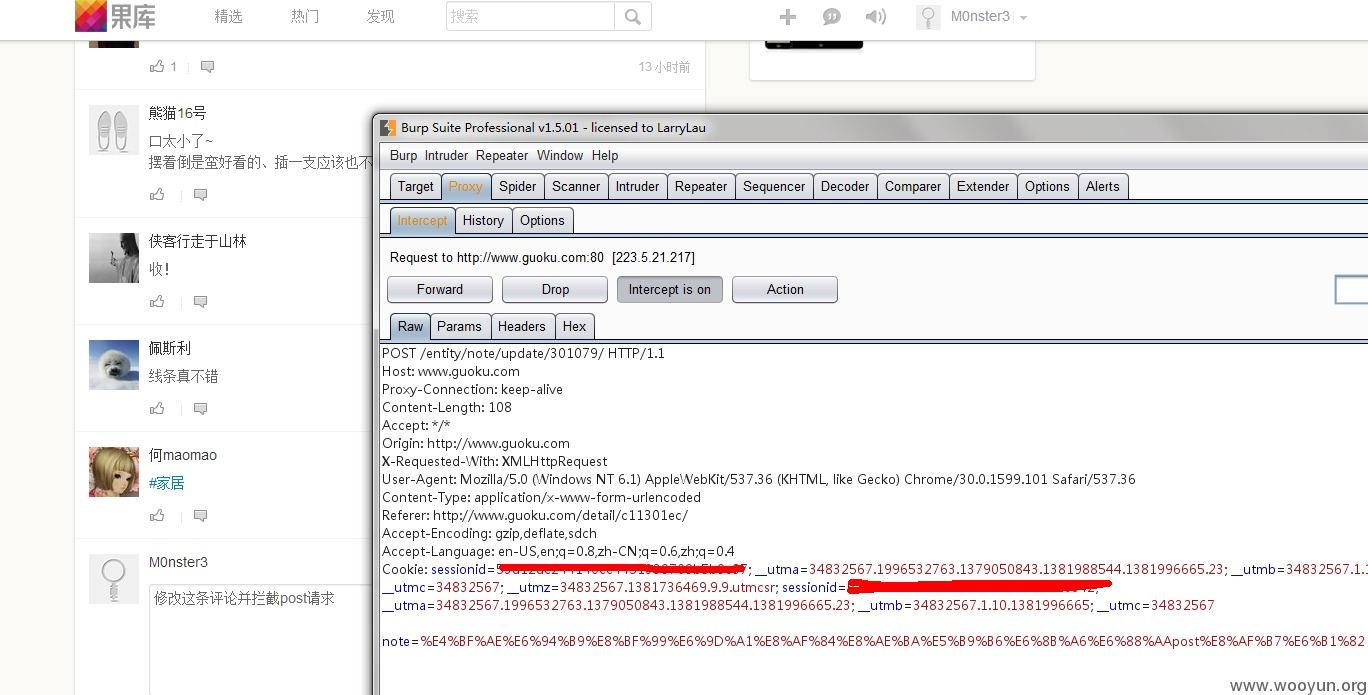 果库 精选 热门 发现 搜索 M0nster3
1 13 小时前
熊猫16号
口太小了~
摆着倒是蛮好看的、插一支应该也不
侠客行走于山林
收!
佩斯利
线条真不错
何maomao
#家居
M0nster3
修改这条评论并拦截post请求
Burp Suite Professional v1.5.01 - licensed to LarryLau
Burp Intruder Repeater Window Help
Target Proxy Spider Scanner Intruder Repeater Sequencer Decoder Comparer Extender Options Alerts
Intercept History Options
Request to http://www.guoku.com:80 [223.5.21.217]
Forward Drop Intercept is on Action
Raw Params Headers Hex
POST /entity/note/update/301079/ HTTP/1.1
Host: www.guoku.com
Proxy-Connection: keep-alive
Content-Length: 108
Accept: */*
Origin: http://www.guoku.com
X-Requested-With: XMLHttpRequest
User-Agent: Mozilla/5.0 (Windows NT 6.1) AppleWebKit/537.36 (KHTML, like Gecko) Chrome/30.0.1599.101 Safari/537.36
Content-Type: application/x-www-form-urlencoded
Referer: http://www.guoku.com/detail/c11301ec/
Accept-Encoding: gzip,deflate,sdch
Accept-Language: en-US,en;q=0.8,zh-CN;q=0.6,zh;q=0.4
Cookie: sessionid= ; __utma=34832567.1996532763.1379050843.1381988544.1381996665.23; __utmb=34832567.1.1
__utmc=34832567; __utmz=34832567.1381736469.9.9.utmcsr; sessionid=
__utma=34832567.1996532763.1379050843.1381988544.1381996665.23; __utmb=34832567.1.10.1381996665; __utmc=34832567
note=%E4%BF%AE%E6%94%B9%E8%BF%99%E6%9D%A1%E8%AF%84%E8%AE%BA%E5%B9%B6%E6%8B%A6%E6%88%AApost%E8%AF%B7%E6%B1%82
www.wooyun.org